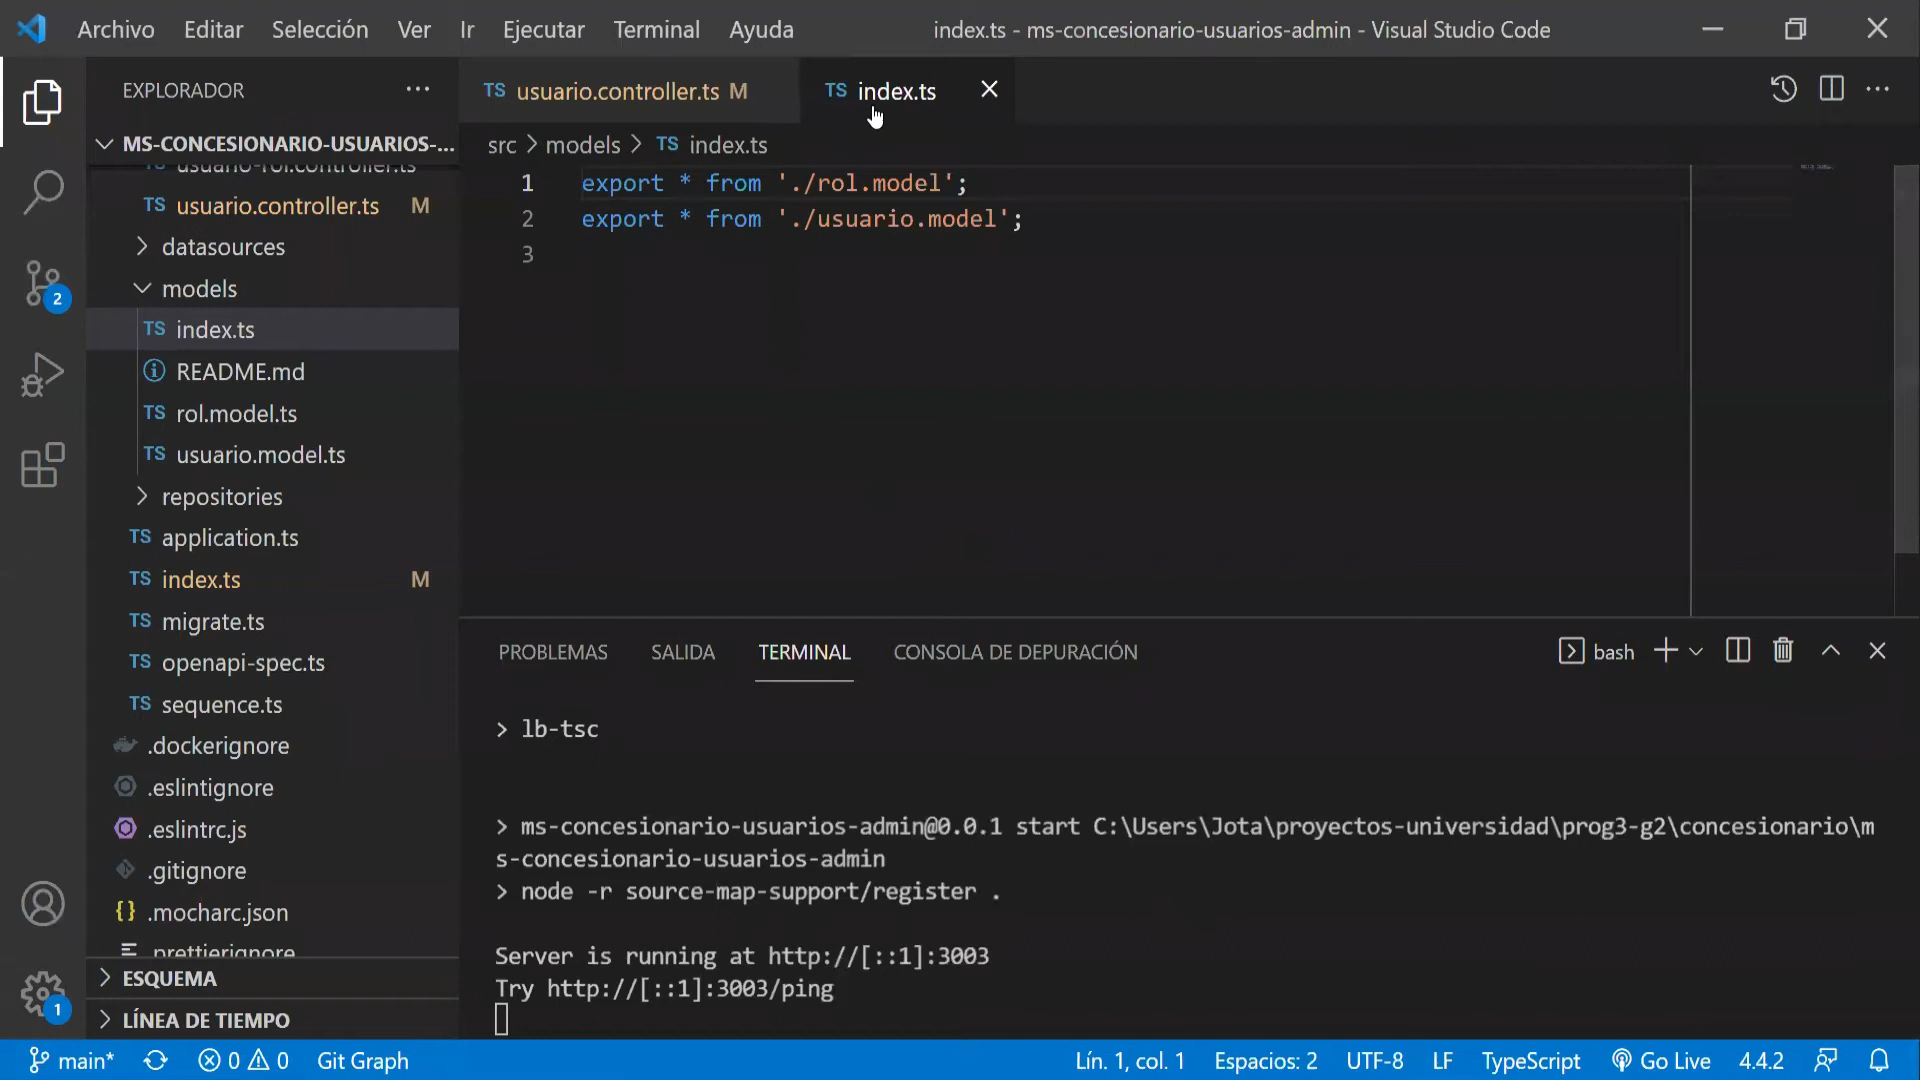 Archivo Editar Selección Ver Ir Ejecutar Terminal Ayuda
index.ts - ms-concesionario-usuarios-admin - Visual Studio Code
EXPLORADOR
MS-CONCESIONARIO-USUARIOS-...
usuario-rol.controller.ts
TS usuario.controller.ts M
datasources
models
TS index.ts
README.md
TS rol.model.ts
TS usuario.model.ts
repositories
TS application.ts
TS index.ts M
TS migrate.ts
TS openapi-spec.ts
TS sequence.ts
.dockerignore
.eslintignore
.eslintrc.js
.gitignore
{} .mocharc.json
.prettierignore
ESQUEMA
LÍNEA DE TIEMPO
2
1
TS usuario.controller.ts M
TS index.ts
src > models > TS index.ts
1 export * from './rol.model';
2 export * from './usuario.model';
3
PROBLEMAS SALIDA TERMINAL CONSOLA DE DEPURACIÓN
bash
> lb-tsc
> ms-concesionario-usuarios-admin@0.0.1 start C:\Users\Jota\proyectos-universidad\prog3-g2\concesionario\m
s-concesionario-usuarios-admin
> node -r source-map-support/register .
Server is running at http://[::1]:3003
Try http://[::1]:3003/ping
main* 0 0 Git Graph
Lín. 1, col. 1 Espacios: 2 UTF-8 LF TypeScript Go Live 4.4.2